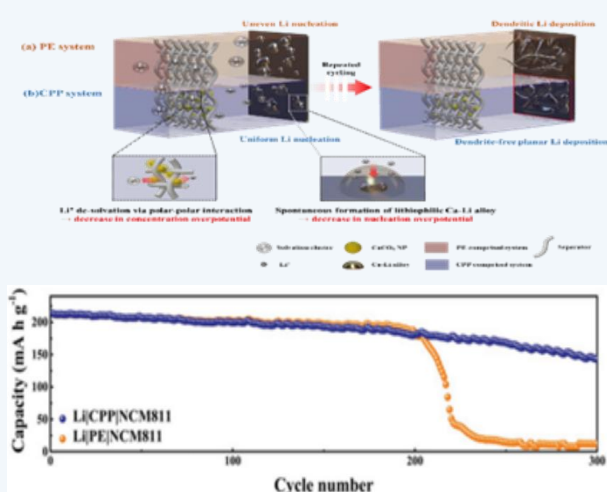 Uneven Li nucleation
Dendritic Li deposition
(a) PE system
Repeated
cycling
(b)CPP system
Uniform Li nucleation
Dendrite-free planar Li deposition
Li⁺ de-solvation via polar-polar interaction
→ decrease in concentration overpotential
Spontaneous formation of lithiophilic Ca-Li alloy
→ decrease in nucleation overpotential
Solvation cluster
CaCO₃ NP
PE comprised system
Separator
Li⁺
Ca-Li alloy
CPP comprised system
Capacity (mA h g⁻¹)
200
150
100
50
0
Li|CPP|NCM811
Li|PE|NCM811
0
100
200
300
Cycle number